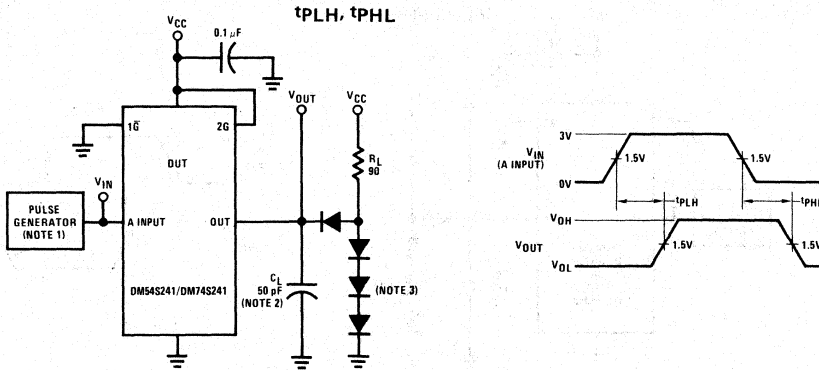 tPLH, tPHL
VCC
0.1 µF
VOUT
VCC
1G̅
2G
DUT
RL
90
VIN
PULSE
GENERATOR
(NOTE 1)
A INPUT
OUT
CL
50 pF
(NOTE 2)
(NOTE 3)
DM54S241/DM74S241
3V
VIN
(A INPUT)
1.5V
1.5V
0V
tPLH
tPHL
VOH
VOUT
1.5V
1.5V
VOL